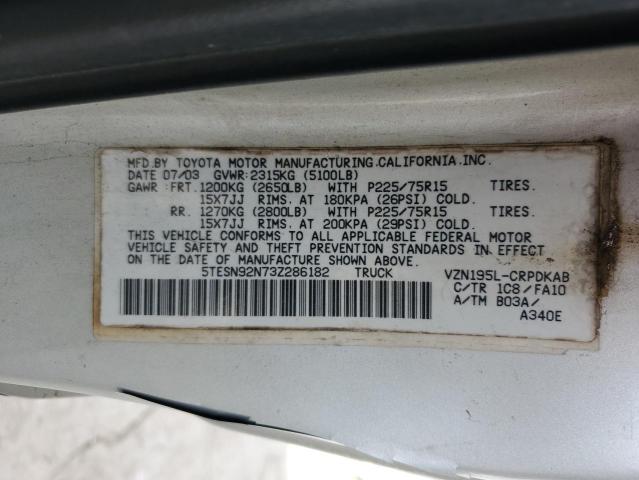 MFD.BY TOYOTA MOTOR MANUFACTURING.CALIFORNIA.INC.
DATE 07/03 GVWR:2315KG (5100LB)
GAWR: FRT. 1200KG (2650LB) WITH P225/75R15 TIRES.
15X7JJ RIMS, AT 180KPA (26PSI) COLD.
RR. 1270KG (2800LB) WITH P225/75R15 TIRES.
15X7JJ RIMS. AT 200KPA (29PSI) COLD.
THIS VEHICLE CONFORMS TO ALL APPLICABLE FEDERAL MOTOR
VEHICLE SAFETY AND THEFT PREVENTION STANDARDS IN EFFECT
ON THE DATE OF MANUFACTURE SHOWN ABOVE.
5TESN92N73Z286182 TRUCK VZN195L-CRPDKAB
C/TR 1C8/FA10
A/TM B03A/
A340E